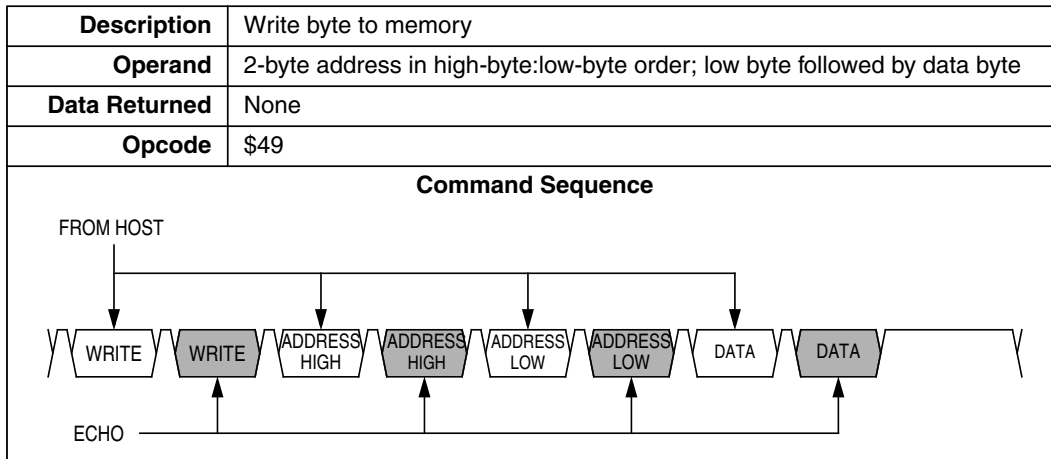 Description Write byte to memory
Operand 2-byte address in high-byte:low-byte order; low byte followed by data byte
Data Returned None
Opcode $49
Command Sequence
FROM HOST
WRITE WRITE ADDRESS HIGH ADDRESS HIGH ADDRESS LOW ADDRESS LOW DATA DATA
ECHO